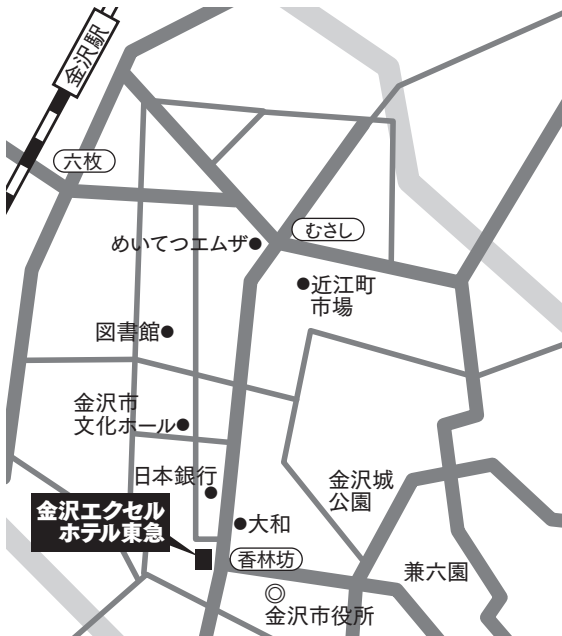 金沢駅
六枚
むさし
めいてつエムザ
近江町
市場
図書館
金沢市
文化ホール
日本銀行
金沢城
公園
金沢エクセル
ホテル東急
大和
香林坊
兼六園
金沢市役所